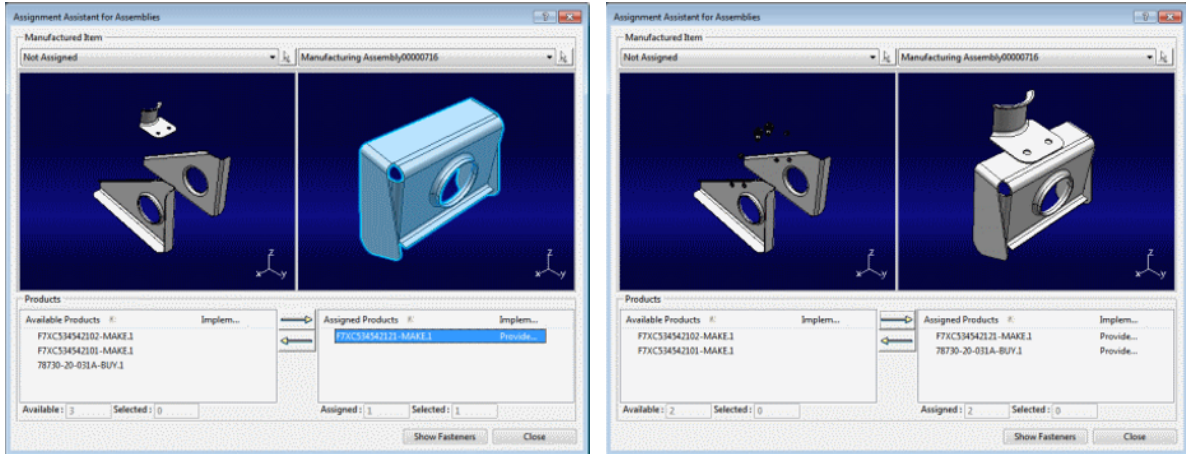 Assignment Assistant for Assemblies
Manufactured Item
Not Assigned
Manufacturing Assembly00000716
z
x
y
z
x
y
Products
Available Products
Implem...
F7XC534542102-MAKE.1
F7XC534542101-MAKE.1
78730-20-031A-BUY.1
Assigned Products
Implem...
F7XC534542121-MAKE.1
Provide...
Available : 3
Selected : 0
Assigned : 1
Selected : 1
Show Fasteners
Close
Assignment Assistant for Assemblies
Manufactured Item
Not Assigned
Manufacturing Assembly00000716
z
x
y
z
x
y
Products
Available Products
Implem...
F7XC534542102-MAKE.1
F7XC534542101-MAKE.1
Assigned Products
Implem...
F7XC534542121-MAKE.1
Provide...
78730-20-031A-BUY.1
Provide...
Available : 2
Selected : 0
Assigned : 2
Selected : 0
Show Fasteners
Close